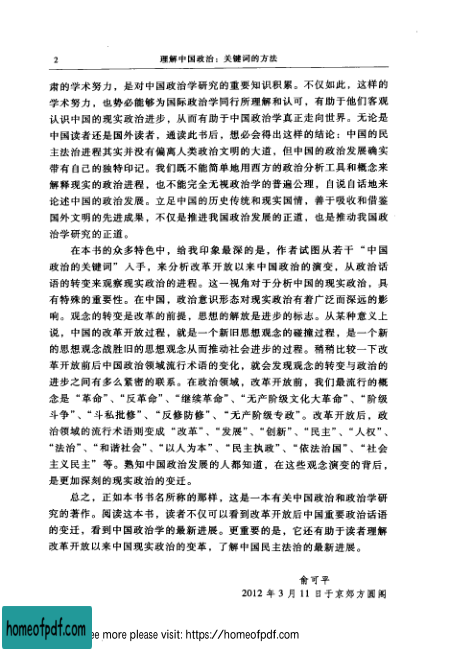 2 理解中国政治：关键词的方法
肃的学术努力，是对中国政治学研究的重要知识积累。不仅如此，这样的
学术努力，也势必能够为国际政治学同行所理解和认可，有助于他们客观
认识中国的现实政治进步，从而有助于中国政治学真正走向世界。无论是
中国读者还是国外读者，通读此书后，想必会得出这样的结论：中国的民
主法治进程其实并没有偏离人类政治文明的大道，但中国的政治发展确实
带有自己的独特印记。我们既不能简单地用西方的政治分析工具和概念来
解释现实的政治进程，也不能完全无视政治学的普遍公理，自说自话地来
论述中国的政治发展。立足中国的历史传统和现实国情，善于吸收和借鉴
国外文明的先进成果，不仅是推进我国政治发展的正道，也是推动我国政
治学研究的正道。
在本书的众多特色中，给我印象最深的是，作者试图从若干“中国
政治的关键词”入手，来分析改革开放以来中国政治的演变，从政治话
语的转变来观察现实政治的进程。这一视角对于分析中国的现实政治，具
有特殊的重要性。在中国，政治意识形态对现实政治有着广泛而深远的影
响。观念的转变是改革的前提，思想的解放是进步的标志。从某种意义上
说，中国的改革开放过程，就是一个新旧思想观念的碰撞过程，是一个新
的思想观念战胜旧的思想观念从而推动社会进步的过程。稍稍比较一下改
革开放前后中国政治领域流行术语的变化，就会发现观念的转变与政治的
进步之间有多么紧密的联系。在政治领域，改革开放前，我们最流行的概
念是“革命”、“反革命”、“继续革命”、“无产阶级文化大革命”、“阶级
斗争”、“斗私批修”、“反修防修”、“无产阶级专政”。改革开放后，政
治领域的流行术语则变成“改革”、“发展”、“创新”、“民主”、“人权”、
“法治”、“和谐社会”、“以人为本”、“民主执政”、“依法治国”、“社会
主义民主”等。熟知中国政治发展的人都知道，在这些观念演变的背后，
是更加深刻的现实政治的变迁。
总之，正如本书书名所称的那样，这是一本有关中国政治和政治学研
究的著作。阅读这本书，读者不仅可以看到改革开放后中国重要政治话语
的变迁，看到中国政治学的最新进展。更重要的是，它还有助于读者理解
改革开放以来中国现实政治的变革，了解中国民主法治的最新进展。
俞可平
2012 年 3 月 11 日于京郊方圆阁
homeofpdf.com
ee more please visit: https://homeofpdf.com